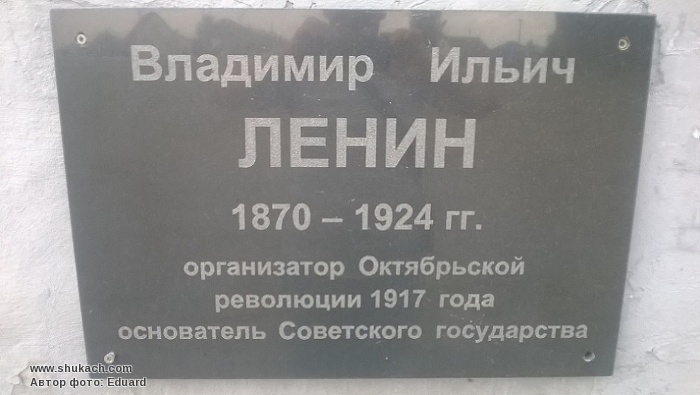 Владимир Ильич
ЛЕНИН
1870 – 1924 гг.
организатор Октябрьской
революции 1917 года
основатель Советского государства
www.shukach.com
Автор фото: Eduard